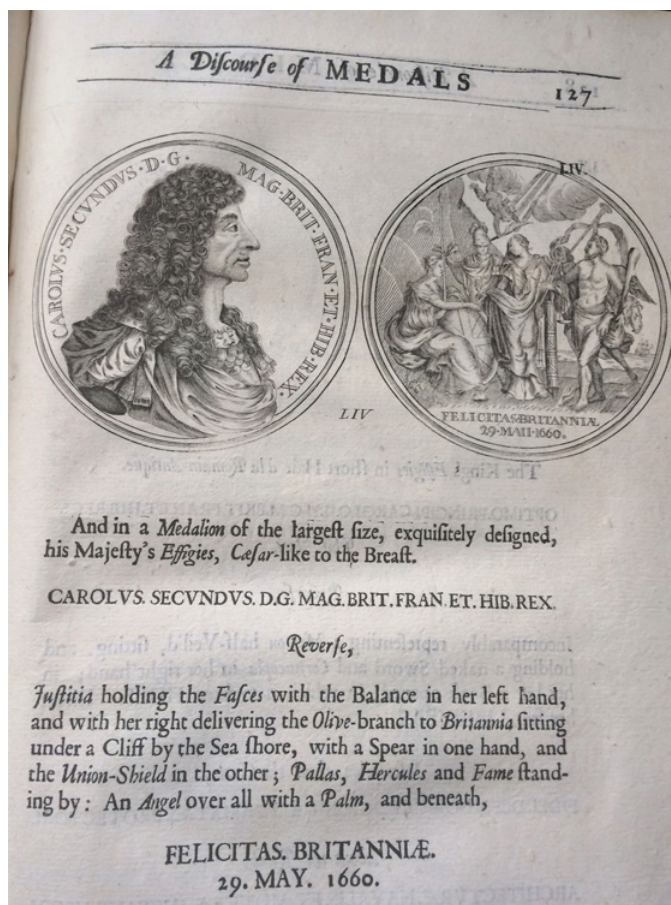 A Diſcourſe of MEDALS
127
CAROLVS·SECVNDVS·D·G· MAG·BRIT·FRAN·ET·HIB·REX·
LIV.
FELICITAS·BRITANNIÆ
29·MAII·1660.
LIV
And in a Medalion of the largeſt ſize, exquiſitely deſigned,
his Majeſty's Effigies, Cæſar-like to the Breaſt.
CAROLVS. SECVNDVS. D.G. MAG.BRIT.FRAN.ET.HIB.REX.
Reverſe,
Juſtitia holding the Faſces with the Balance in her left hand,
and with her right delivering the Olive-branch to Britannia ſitting
under a Cliff by the Sea ſhore, with a Spear in one hand, and
the Union-Shield in the other; Pallas, Hercules and Fame ſtand-
ing by: An Angel over all with a Palm, and beneath,
FELICITAS. BRITANNIÆ.
29. MAY. 1660.